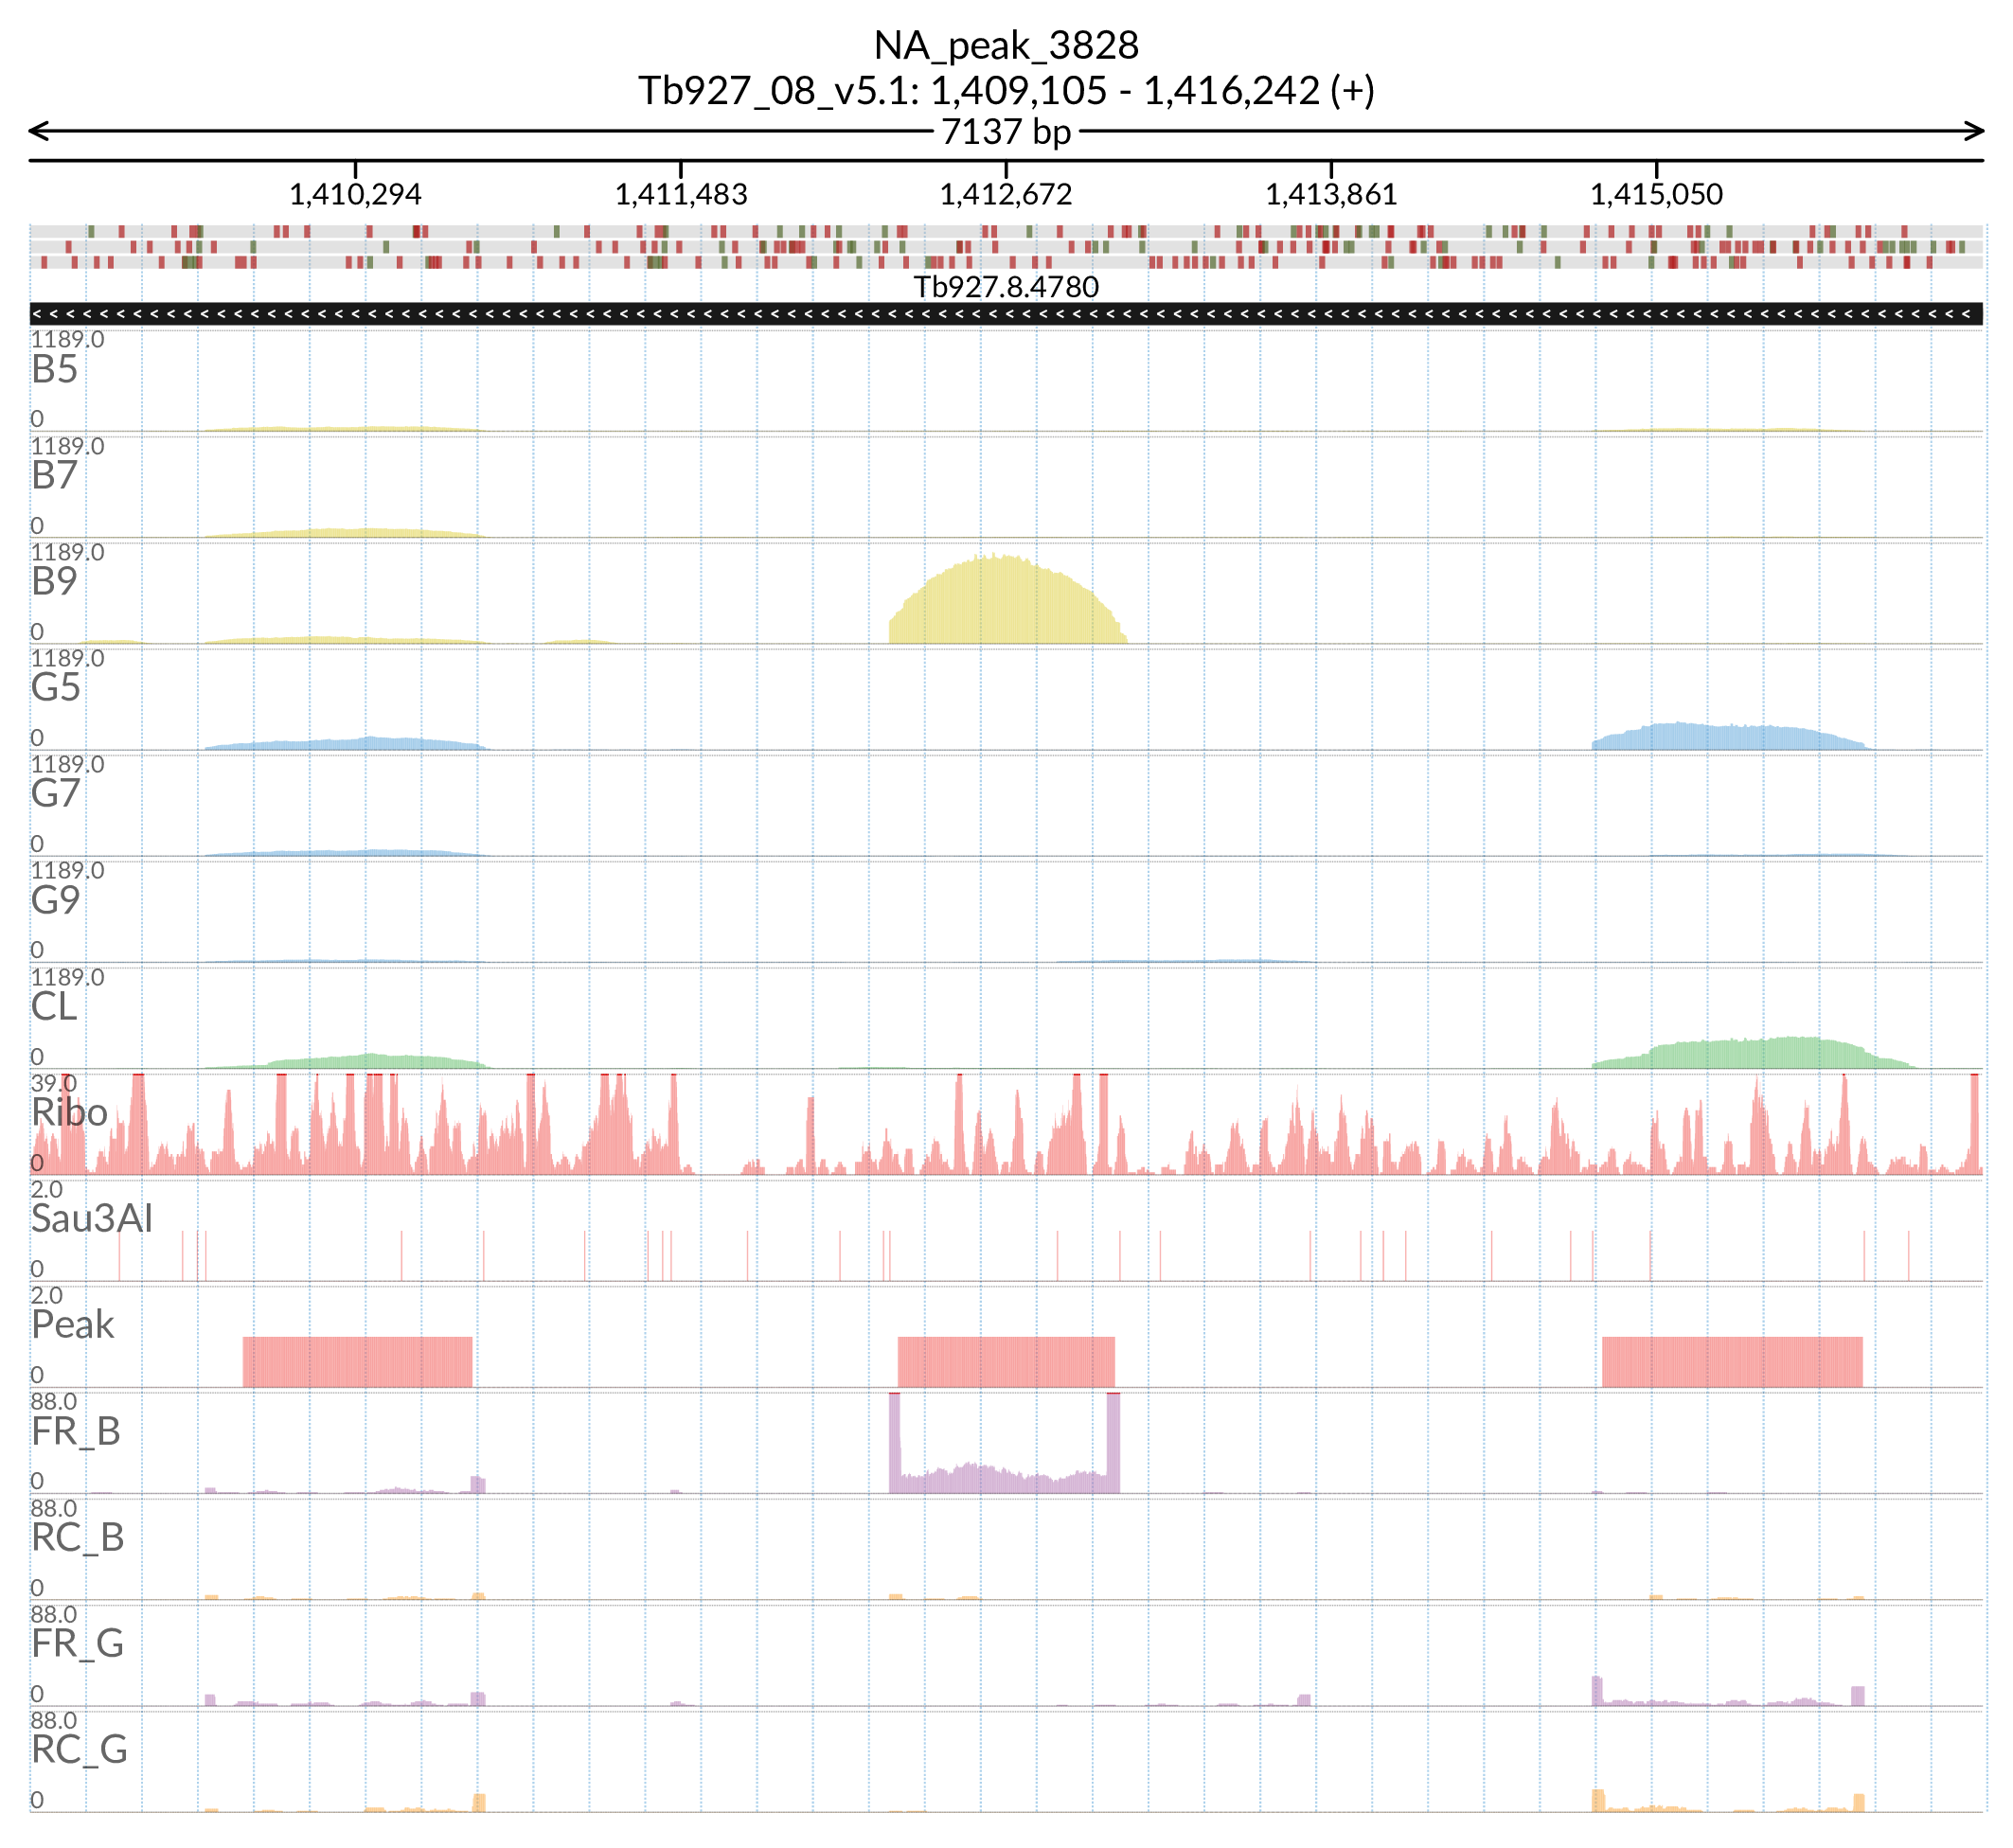 NA_peak_3828
Tb927_08_v5.1: 1,409,105 - 1,416,242 (+)
7137 bp
1,410,294 1,411,483 1,412,672 1,413,861 1,415,050
Tb927.8.4780
1189.0
B5
0
1189.0
B7
0
1189.0
B9
0
1189.0
G5
0
1189.0
G7
0
1189.0
G9
0
1189.0
CL
0
39.0
Ribo
0
2.0
Sau3AI
0
2.0
Peak
0
88.0
FR_B
0
88.0
RC_B
0
88.0
FR_G
0
88.0
RC_G
0